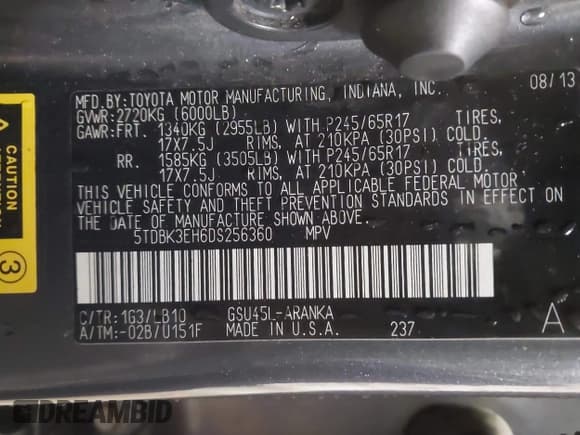 08/13
MFD.BY:TOYOTA MOTOR MANUFACTURING, INDIANA, INC.
GVWR:2720KG (6000LB)
GAWR:FRT. 1340KG (2955LB) WITH P245/65R17 TIRES,
17X7.5J RIMS, AT 210KPA (30PSI) COLD.
RR. 1585KG (3505LB) WITH P245/65R17 TIRES,
17X7.5J RIMS, AT 210KPA (30PSI) COLD.
THIS VEHICLE CONFORMS TO ALL APPLICABLE FEDERAL MOTOR
VEHICLE SAFETY AND THEFT PREVENTION STANDARDS IN EFFECT ON
THE DATE OF MANUFACTURE SHOWN ABOVE.
5TDBK3EH6DS256360 MPV
C/TR:1G3/LB10 GSU45L-ARANKA
A/TM:-02B/U151F MADE IN U.S.A. 237 A
CAUTION
3
DREAMBID